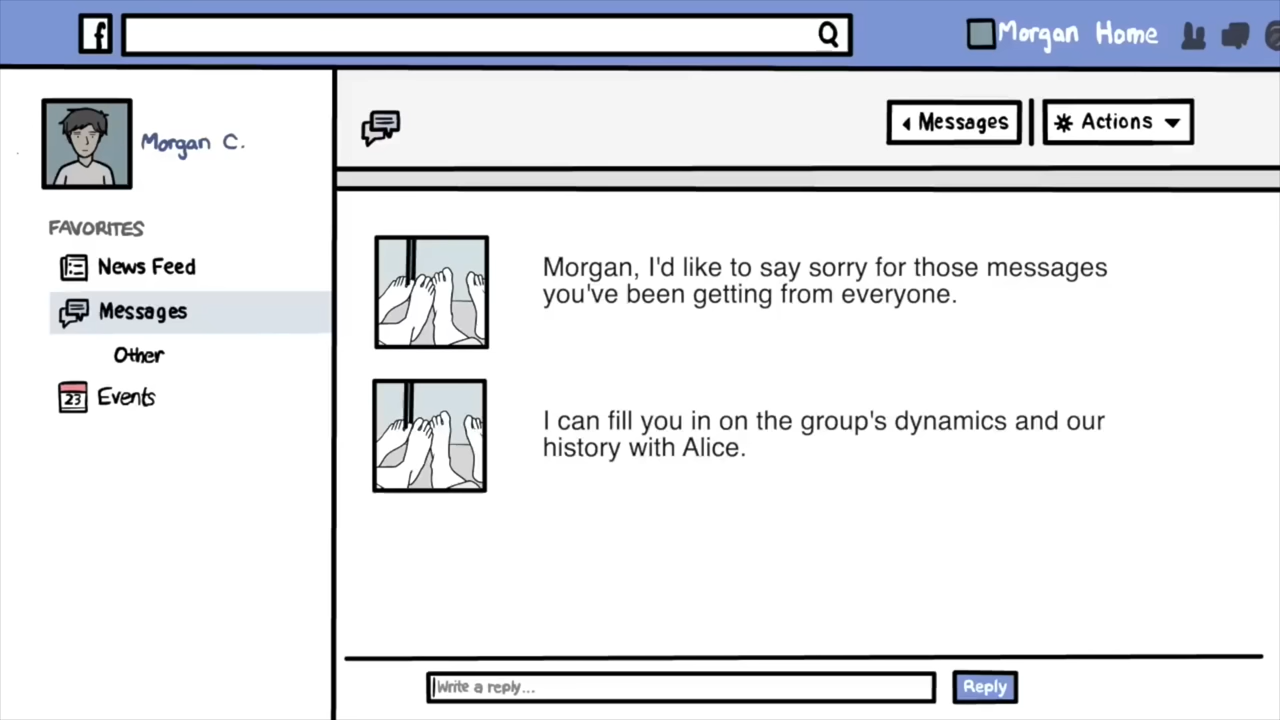 f
Morgan Home
Morgan C.
Messages
Actions
FAVORITES
News Feed
Messages
Other
23 Events
Morgan, I'd like to say sorry for those messages
you've been getting from everyone.
I can fill you in on the group's dynamics and our
history with Alice.
Write a reply...
Reply